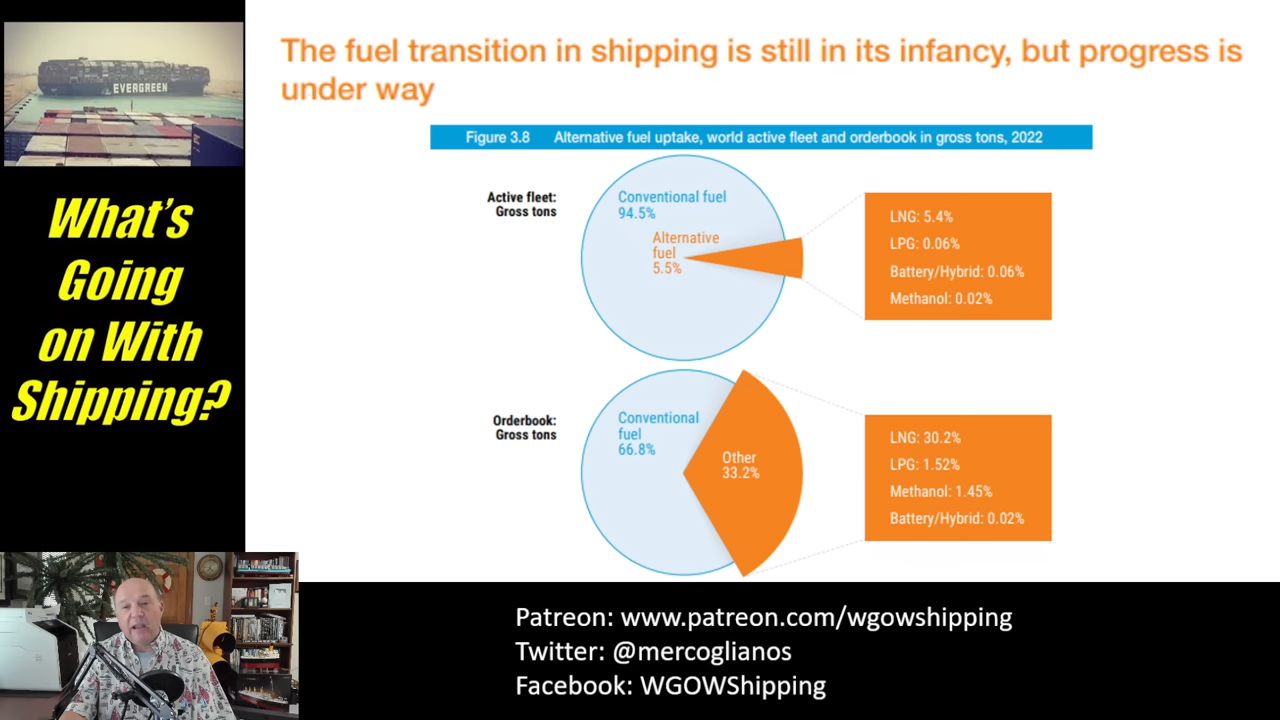 The fuel transition in shipping is still in its infancy, but progress is
under way
EVERGREEN
What's
Going
on With
Shipping?
Figure 3.8 Alternative fuel uptake, world active fleet and orderbook in gross tons, 2022
Active fleet:
Gross tons
Conventional fuel
94.5%
Alternative
fuel
5.5%
LNG: 5.4%
LPG: 0.06%
Battery/Hybrid: 0.06%
Methanol: 0.02%
Orderbook:
Gross tons
Conventional
fuel
66.8%
Other
33.2%
LNG: 30.2%
LPG: 1.52%
Methanol: 1.45%
Battery/Hybrid: 0.02%
Patreon: www.patreon.com/wgowshipping
Twitter: @mercoglianos
Facebook: WGOWShipping